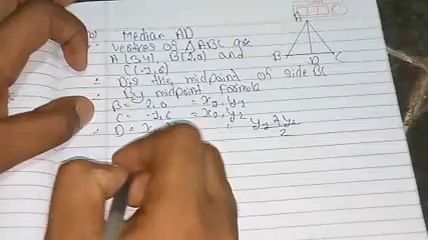 b) Median AD
Vertices of △ABC are
A (3,4) B(2,0) and
C (-2,6
D is the midpoint of side BC
By midpoint formula
B = 2,0 = x₁, y₁
C = -2,6 = x₂, y₂
D = x
y₁ + y₂
2
A
B
D
C